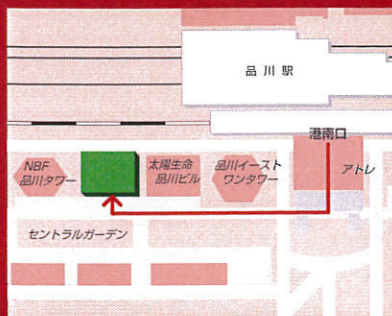 品川駅
港南口
NBF
品川タワー
太陽生命
品川ビル
品川イースト
ワンタワー
アトレ
セントラルガーデン